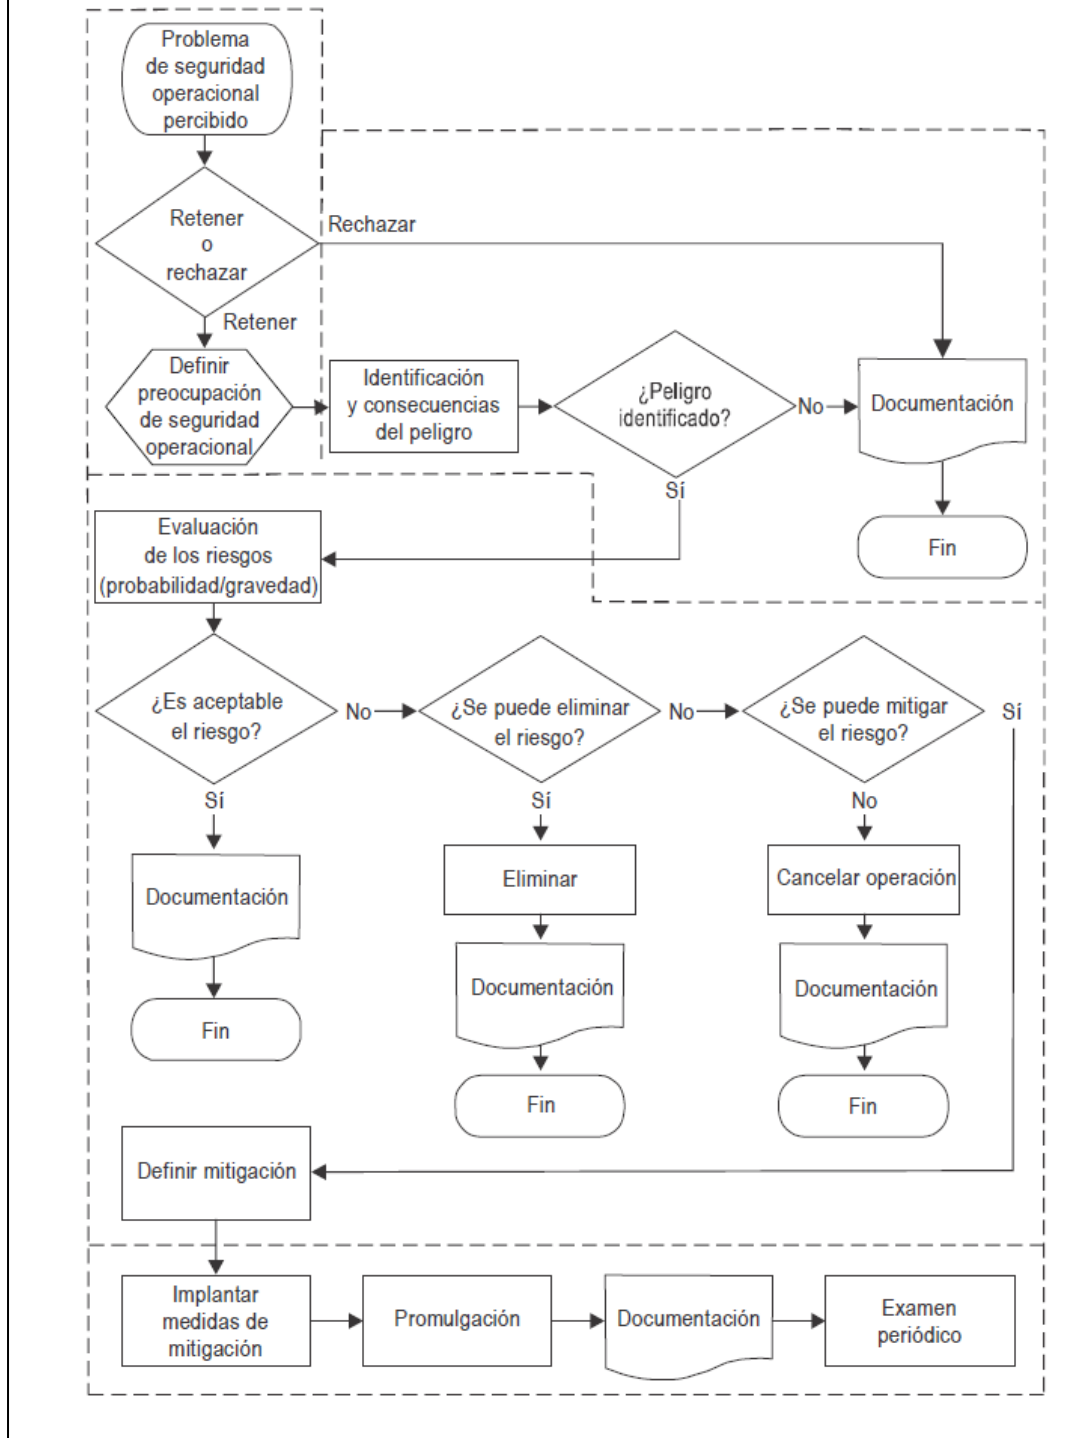 Problema
de seguridad
operacional
percibido
Retener
o
rechazar
Rechazar
Retener
Definir
preocupación
de seguridad
operacional
Identificación
y consecuencias
del peligro
¿Peligro
identificado?
No
Documentación
Sí
Fin
Evaluación
de los riesgos
(probabilidad/gravedad)
¿Es aceptable
el riesgo?
No
¿Se puede eliminar
el riesgo?
No
¿Se puede mitigar
el riesgo?
Sí
Sí
Sí
No
Documentación
Eliminar
Cancelar operación
Fin
Documentación
Documentación
Fin
Fin
Definir mitigación
Implantar
medidas de
mitigación
Promulgación
Documentación
Examen
periódico